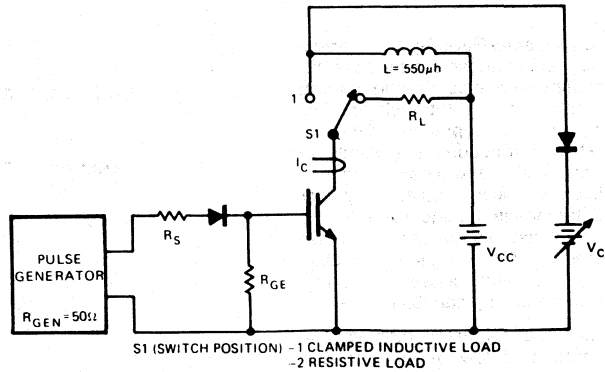 L = 550μh
1
R_L
S1
I_C
R_S
PULSE
GENERATOR
R_GEN = 50Ω
R_GE
V_CC
V_C
S1 (SWITCH POSITION) –1 CLAMPED INDUCTIVE LOAD
–2 RESISTIVE LOAD